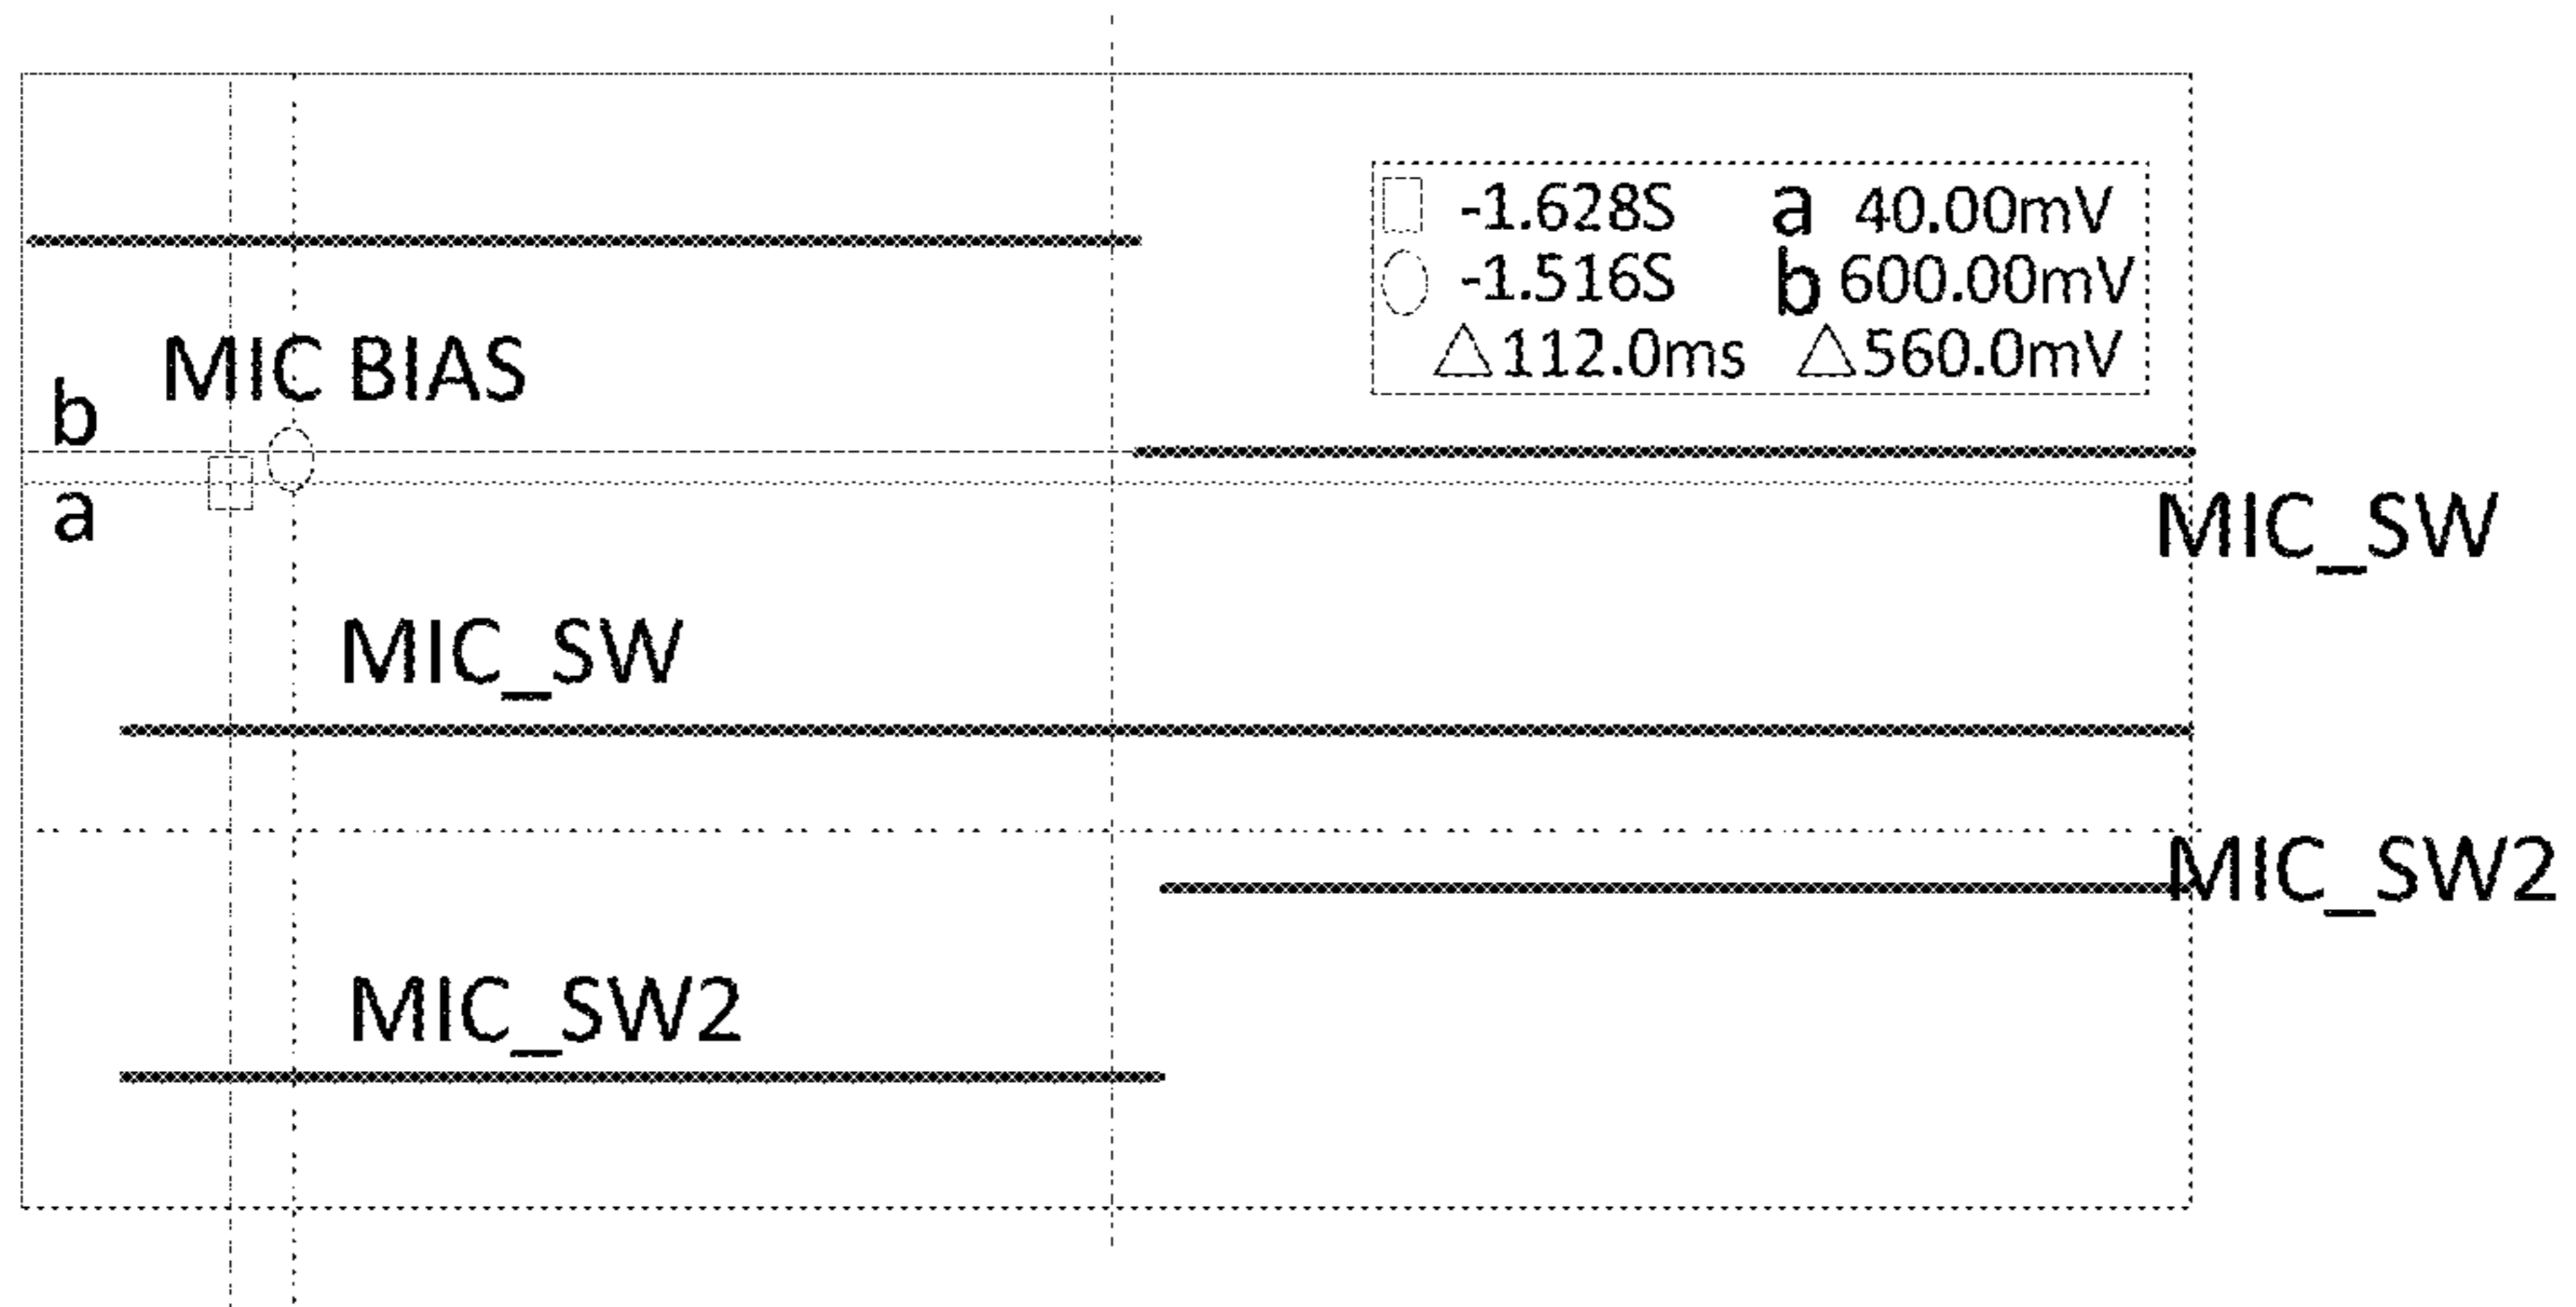 -1.628S a 40.00mV
-1.516S b 600.00mV
△112.0ms △560.0mV
MIC BIAS
b
a
MIC_SW
MIC_SW
MIC_SW2
MIC_SW2